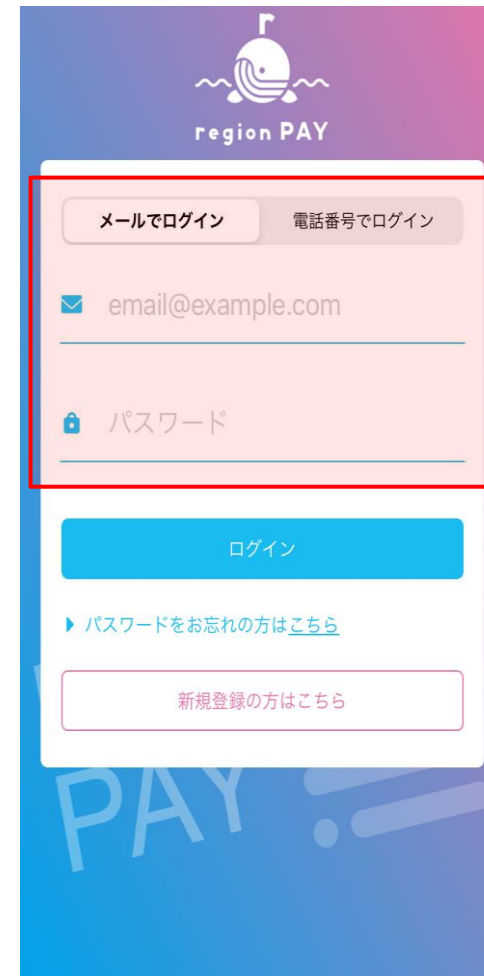 r
region PAY
メールでログイン 電話番号でログイン
email@example.com
パスワード
ログイン
パスワードをお忘れの方はこちら
新規登録の方はこちら
PAY